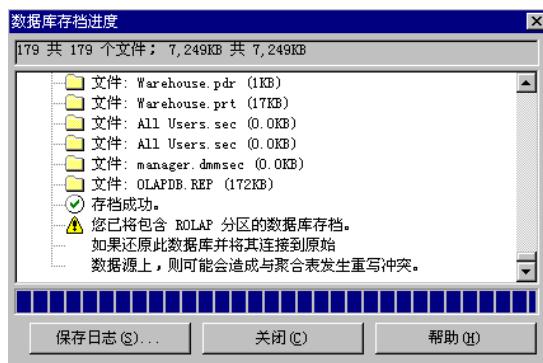 数据库存档进度
179 共 179 个文件； 7,249KB 共 7,249KB
文件: Warehouse.pdr (1KB)
文件: Warehouse.prt (17KB)
文件: All Users.sec (0.0KB)
文件: All Users.sec (0.0KB)
文件: manager.dmmsec (0.0KB)
文件: OLAPDB.REP (172KB)
存档成功。
您已将包含 ROLAP 分区的数据库存档。
如果还原此数据库并将其连接到原始
数据源上，则可能会造成与聚合表发生重写冲突。
保存日志(S)... 关闭(C) 帮助(H)